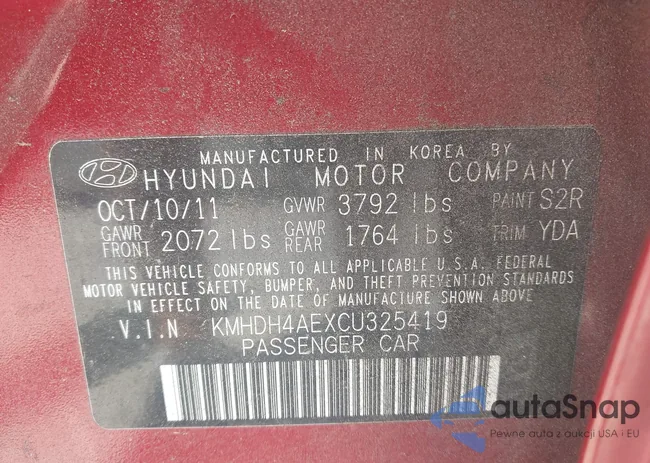 MANUFACTURED IN KOREA BY
HYUNDAI MOTOR COMPANY
OCT/10/11 GVWR 3792 lbs PAINT S2R
GAWR FRONT 2072 lbs GAWR REAR 1764 lbs TRIM YDA
THIS VEHICLE CONFORMS TO ALL APPLICABLE U.S.A. FEDERAL
MOTOR VEHICLE SAFETY, BUMPER, AND THEFT PREVENTION STANDARDS
IN EFFECT ON THE DATE OF MANUFACTURE SHOWN ABOVE
V.I.N KMHDH4AEXCU325419
PASSENGER CAR
autaSnap
Pewne auta z aukcji USA i EU